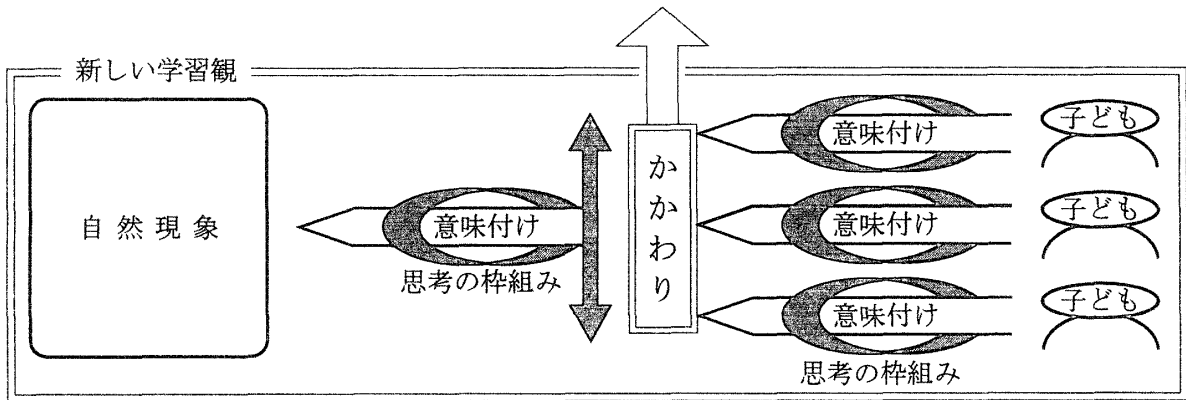 新しい学習観
自然現象
意味付け
思考の枠組み
かかわり
意味付け
子ども
意味付け
子ども
意味付け
子ども
思考の枠組み